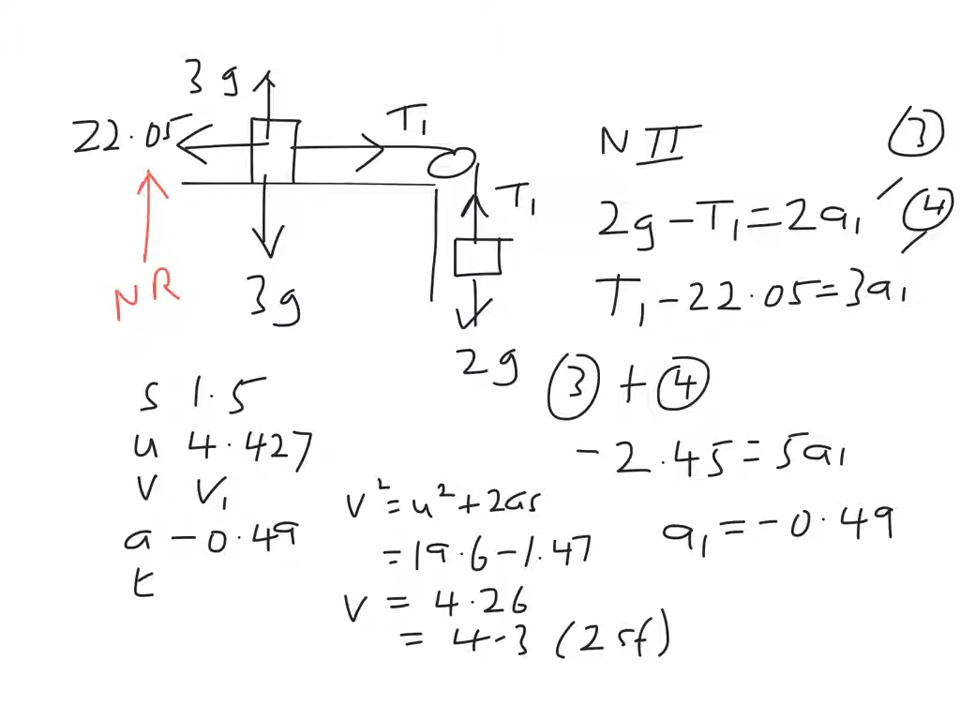 3g
22.05
T₁
NR
3g
T₁
2g
N II
③
2g - T₁ = 2a₁
④
T₁ - 22.05 = 3a₁
③ + ④
- 2.45 = 5a₁
a₁ = - 0.49
s 1.5
u 4.427
v V₁
a - 0.49
t
v² = u² + 2as
= 19.6 - 1.47
v = 4.26
= 4.3 (2 sf)